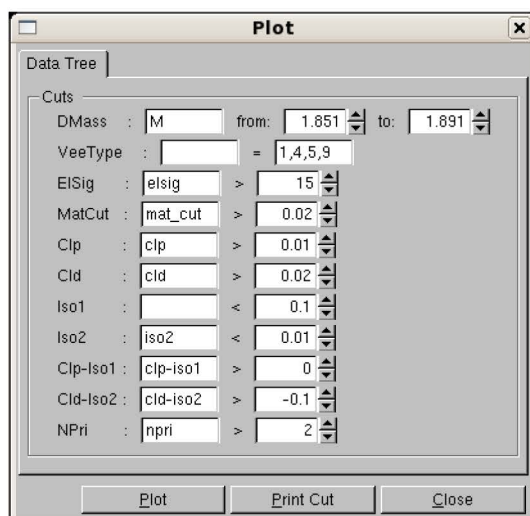 Plot
Data Tree
Cuts
DMass : M from: 1.851 to: 1.891
VeeType : = 1,4,5,9
ElSig : elsig > 15
MatCut : mat_cut > 0.02
Clp : clp > 0.01
Cld : cld > 0.02
Iso1 : < 0.1
Iso2 : iso2 < 0.01
Clp-Iso1 : clp-iso1 > 0
Cld-Iso2 : cld-iso2 > -0.1
NPri : npri > 2
Plot Print Cut Close